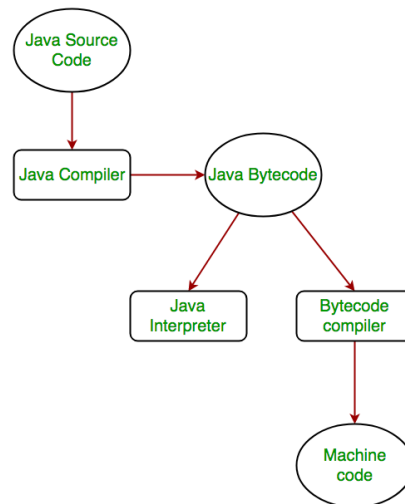 Java Source
Code
Java Compiler
Java Bytecode
Java
Interpreter
Bytecode
compiler
Machine
code